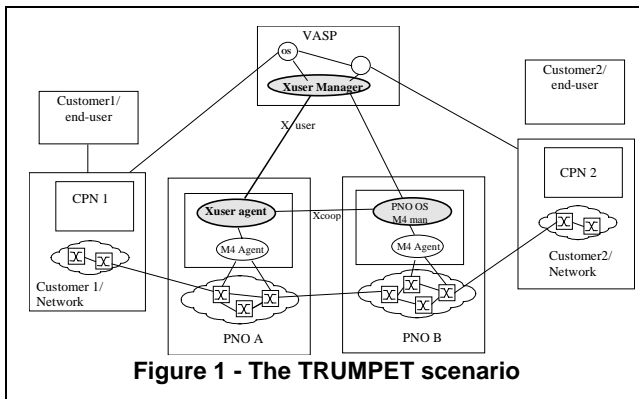 VASP
OS
Xuser Manager
Customer1/
end-user
Customer2/
end-user
X user
CPN 1
CPN 2
Xuser agent
Xcoop
PNO OS
M4 man
M4 Agent
M4 Agent
Customer 1/
Network
Customer2/
Network
PNO A
PNO B
Figure 1 - The TRUMPET scenario